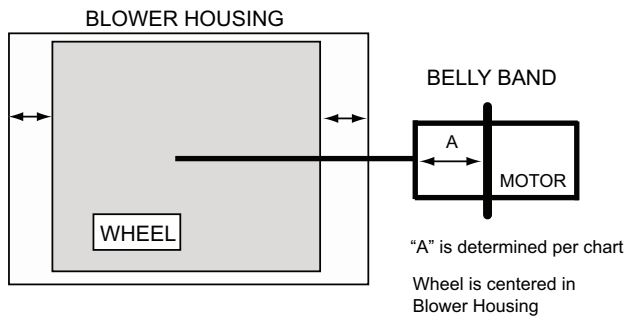 BLOWER HOUSING
BELLY BAND
A
MOTOR
WHEEL
“A” is determined per chart
Wheel is centered in
Blower Housing